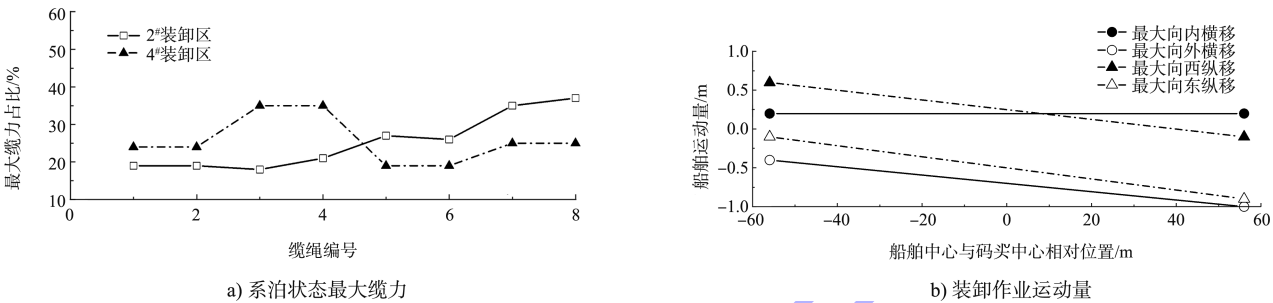 60
50
40
30
20
10
0
2
4
6
8
最大缆力占比/%
2#装卸区
4#装卸区
缆绳编号
a) 系泊状态最大缆力
最大向内横移
最大向外横移
最大向西纵移
最大向东纵移
1.0
0.5
0.0
−0.5
−1.0
−60
−40
−20
0
20
40
60
船舶运动量/m
船舶中心与码头中心相对位置/m
b) 装卸作业运动量